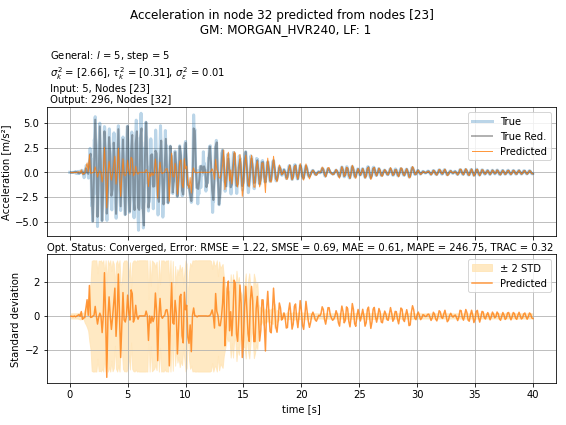 Acceleration in node 32 predicted from nodes [23]
GM: MORGAN_HVR240, LF: 1
General: l = 5, step = 5
σ²ₖ = [2.66], τ²ₖ = [0.31], σ²ε = 0.01
Input: 5, Nodes [23]
Output: 296, Nodes [32]
Acceleration [m/s²]
5.0
2.5
0.0
−2.5
−5.0
True
True Red.
Predicted
Opt. Status: Converged, Error: RMSE = 1.22, SMSE = 0.69, MAE = 0.61, MAPE = 246.75, TRAC = 0.32
Standard deviation
2
0
−2
± 2 STD
Predicted
0 5 10 15 20 25 30 35 40
time [s]